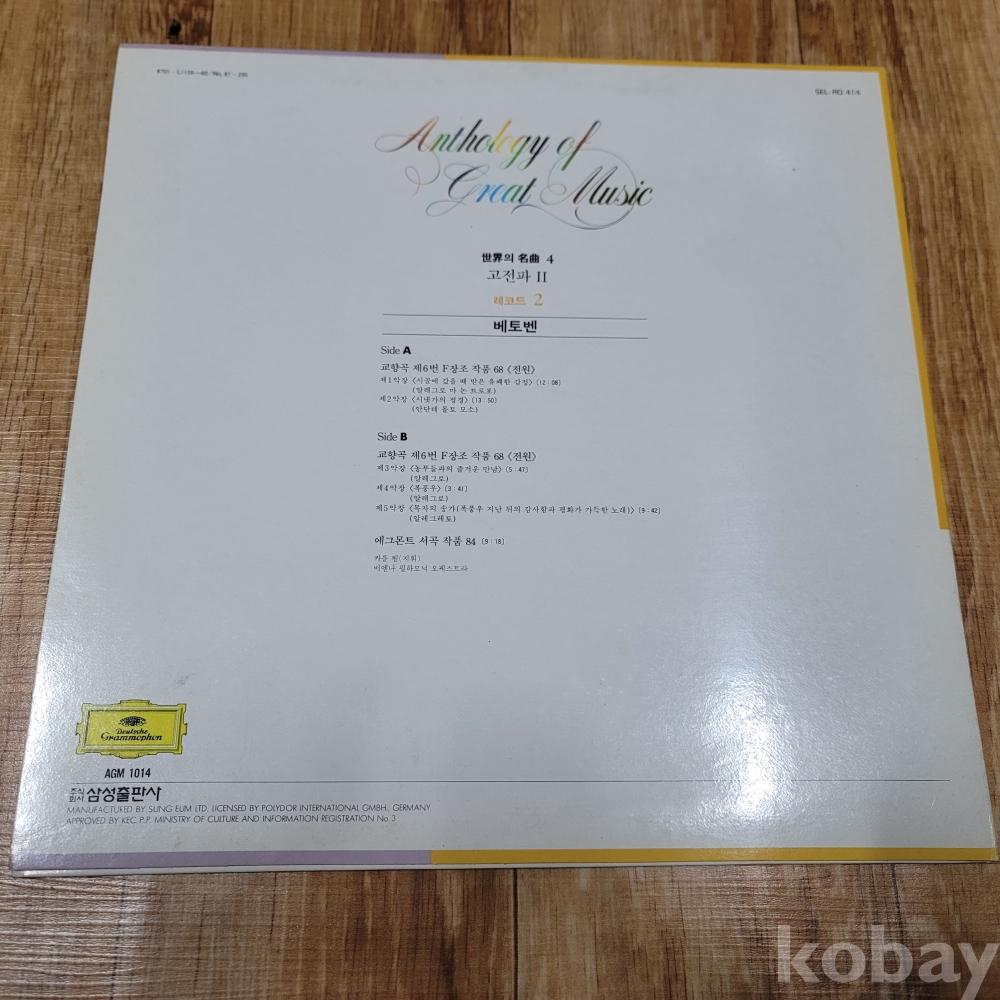 SEL-RG 414
Anthology of
Great Music
世界의 名曲 4
고전파 II
레코드 2
베토벤
Side A
교향곡 제6번 F장조 작품 68 《전원》
제1악장 〈시골에 갔을 때 받은 유쾌한 감정〉 (12:08)
(알레그로 마 논 트로포)
제2악장 〈시냇가의 정경〉 (13:50)
(안단테 몰토 모소)
Side B
교향곡 제6번 F장조 작품 68 《전원》
제3악장 〈농부들과의 즐거운 만남〉 (5:47)
(알레그로)
제4악장 〈폭풍우〉 (3:41)
(알레그로)
제5악장 〈목자의 송가(폭풍우 지난 뒤의 감사함과 평화가 가득한 노래)〉 (9:42)
(알레그레토)
에그몬트 서곡 작품 84 (9:18)
카를 뵘(지휘)
비엔나 필하모닉 오케스트라
Deutsche
Grammophon
AGM 1014
주식회사 삼성출판사
MANUFACTURED BY SUNG EUM LTD. LICENSED BY POLYDOR INTERNATIONAL GMBH., GERMANY.
APPROVED BY KEC. P.P. MINISTRY OF CULTURE AND INFORMATION REGISTRATION No 3
kobay